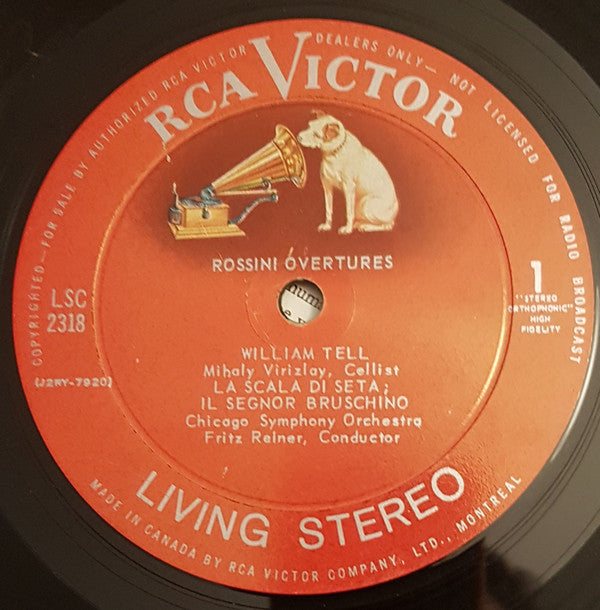 COPYRIGHTED—FOR SALE BY AUTHORIZED RCA VICTOR DEALERS ONLY— NOT LICENSED FOR RADIO BROADCAST
RCA VICTOR
ROSSINI OVERTURES
LSC
2318
(J2RY-7920)
1
"STEREO
ORTHOPHONIC"
HIGH
FIDELITY
num
WILLIAM TELL
Mihaly Virizlay, Cellist
LA SCALA DI SETA;
IL SEGNOR BRUSCHINO
Chicago Symphony Orchestra
Fritz Reiner, Conductor
LIVING STEREO
MADE IN CANADA BY RCA VICTOR COMPANY, LTD., MONTREAL